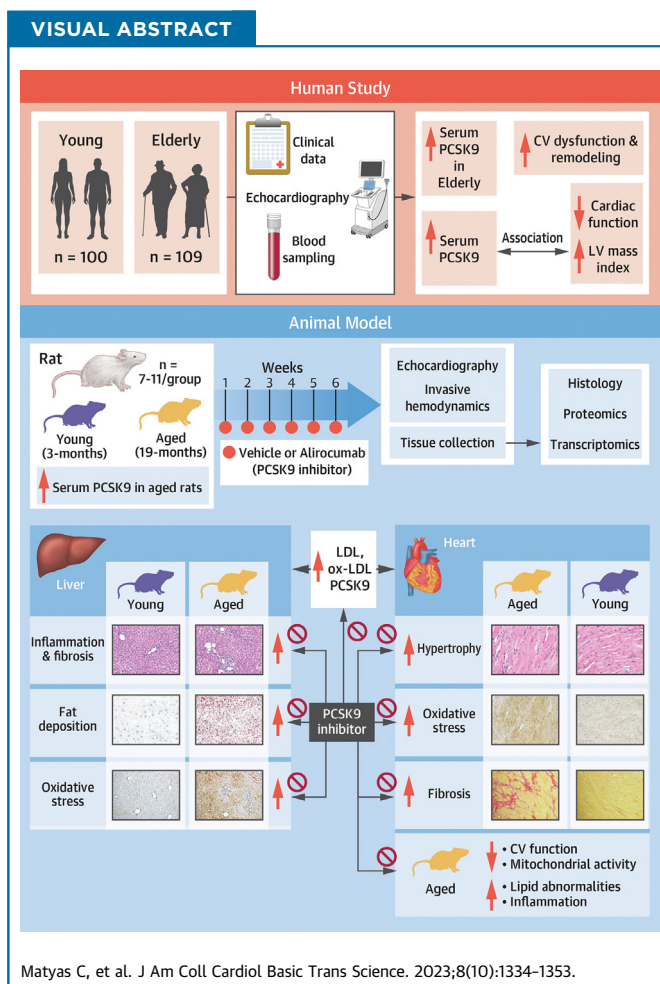 VISUAL ABSTRACT
Human Study
Young
n = 100
Elderly
n = 109
Clinical
data
Echocardiography
Blood
sampling
Serum
PCSK9
in
Elderly
CV dysfunction &
remodeling
Serum
PCSK9
Association
Cardiac
function
LV mass
index
Animal Model
Rat
n =
7-11/group
Young
(3-months)
Aged
(19-months)
Serum PCSK9 in aged rats
Weeks
1 2 3 4 5 6
Vehicle or Alirocumab
(PCSK9 inhibitor)
Echocardiography
Invasive
hemodynamics
Tissue collection
Histology
Proteomics
Transcriptomics
Liver
Young
Aged
Inflammation
& fibrosis
Fat
deposition
Oxidative
stress
LDL,
ox-LDL
PCSK9
PCSK9
inhibitor
Heart
Aged
Young
Hypertrophy
Oxidative
stress
Fibrosis
Aged
• CV function
• Mitochondrial activity
• Lipid abnormalities
• Inflammation
Matyas C, et al. J Am Coll Cardiol Basic Trans Science. 2023;8(10):1334–1353.